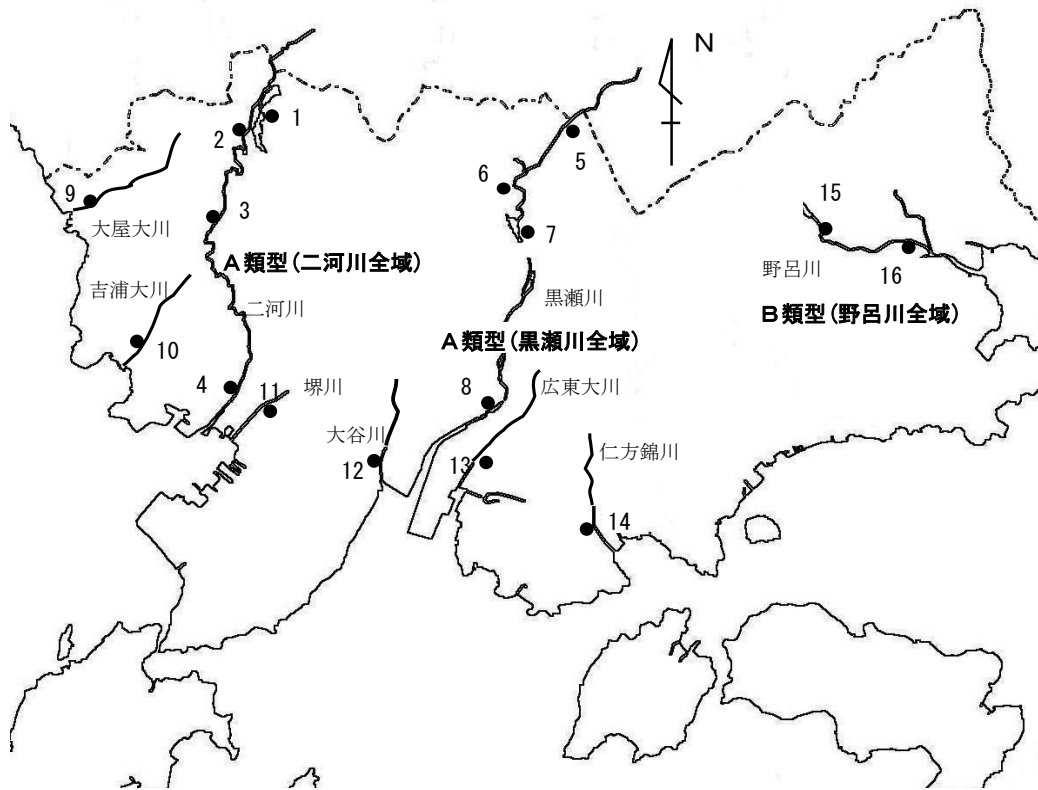 N
1
2
5
6
9
3
15
大屋大川
7
16
A類型(二河川全域)
野呂川
吉浦大川
黒瀬川
二河川
B類型(野呂川全域)
A類型(黒瀬川全域)
10
4
堺川
11
8
広東大川
大谷川
仁方錦川
12
13
14